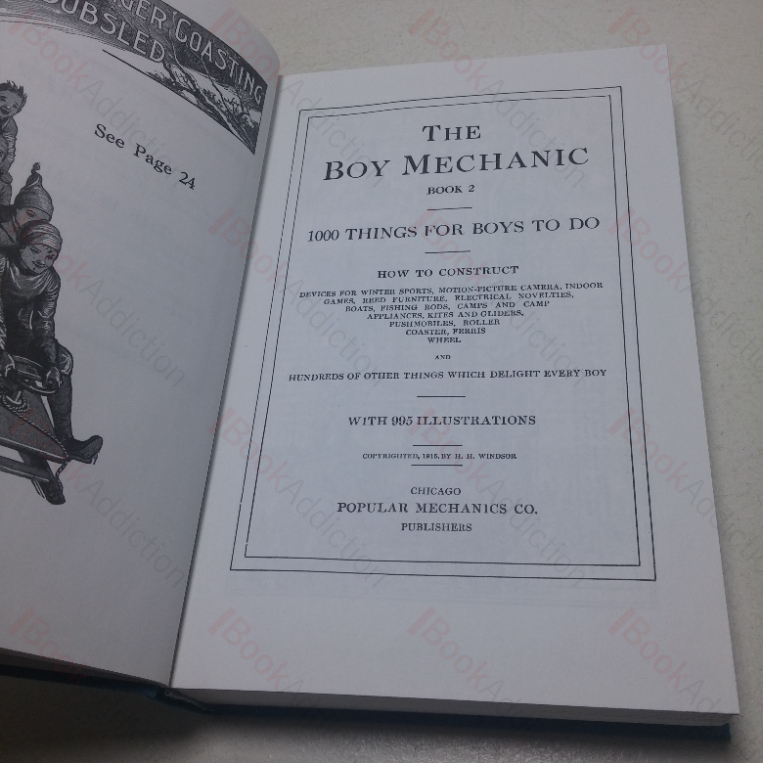 GER COASTING
OBSLED
See Page 24
THE
BOY MECHANIC
BOOK 2
1000 THINGS FOR BOYS TO DO
HOW TO CONSTRUCT
DEVICES FOR WINTER SPORTS, MOTION-PICTURE CAMERA, INDOOR
GAMES, REED FURNITURE, ELECTRICAL NOVELTIES,
BOATS, FISHING RODS, CAMPS AND CAMP
APPLIANCES, KITES AND GLIDERS,
PUSHMOBILES, ROLLER
COASTER, FERRIS
WHEEL
AND
HUNDREDS OF OTHER THINGS WHICH DELIGHT EVERY BOY
WITH 995 ILLUSTRATIONS
COPYRIGHTED, 1915, BY H. H. WINDSOR
CHICAGO
POPULAR MECHANICS CO.
PUBLISHERS
BookAddiction